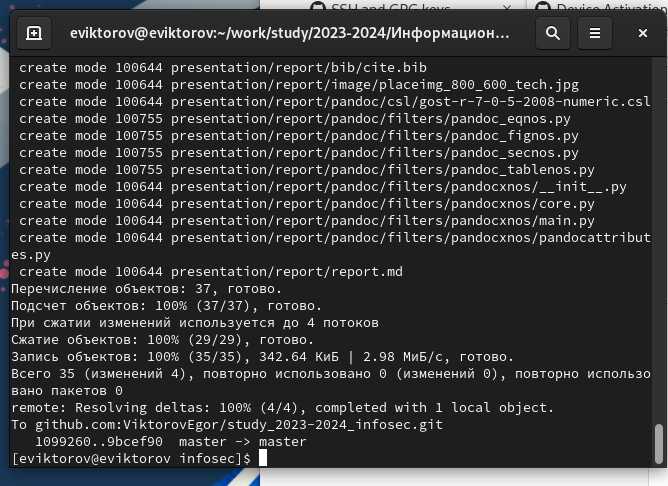 SSH and GPG keys
Device Activation
eviktorov@eviktorov:~/work/study/2023-2024/Информацион...
create mode 100644 presentation/report/bib/cite.bib
create mode 100644 presentation/report/image/placeimg_800_600_tech.jpg
create mode 100644 presentation/report/pandoc/csl/gost-r-7-0-5-2008-numeric.csl
create mode 100755 presentation/report/pandoc/filters/pandoc_eqnos.py
create mode 100755 presentation/report/pandoc/filters/pandoc_fignos.py
create mode 100755 presentation/report/pandoc/filters/pandoc_secnos.py
create mode 100755 presentation/report/pandoc/filters/pandoc_tablenos.py
create mode 100644 presentation/report/pandoc/filters/pandocxnos/__init__.py
create mode 100644 presentation/report/pandoc/filters/pandocxnos/core.py
create mode 100644 presentation/report/pandoc/filters/pandocxnos/main.py
create mode 100644 presentation/report/pandoc/filters/pandocxnos/pandocattribut
es.py
create mode 100644 presentation/report/report.md
Перечисление объектов: 37, готово.
Подсчет объектов: 100% (37/37), готово.
При сжатии изменений используется до 4 потоков
Сжатие объектов: 100% (29/29), готово.
Запись объектов: 100% (35/35), 342.64 КиБ | 2.98 МиБ/с, готово.
Всего 35 (изменений 4), повторно использовано 0 (изменений 0), повторно использо
вано пакетов 0
remote: Resolving deltas: 100% (4/4), completed with 1 local object.
To github.com:ViktorovEgor/study_2023-2024_infosec.git
1099260..9bcef90  master -> master
[eviktorov@eviktorov infosec]$